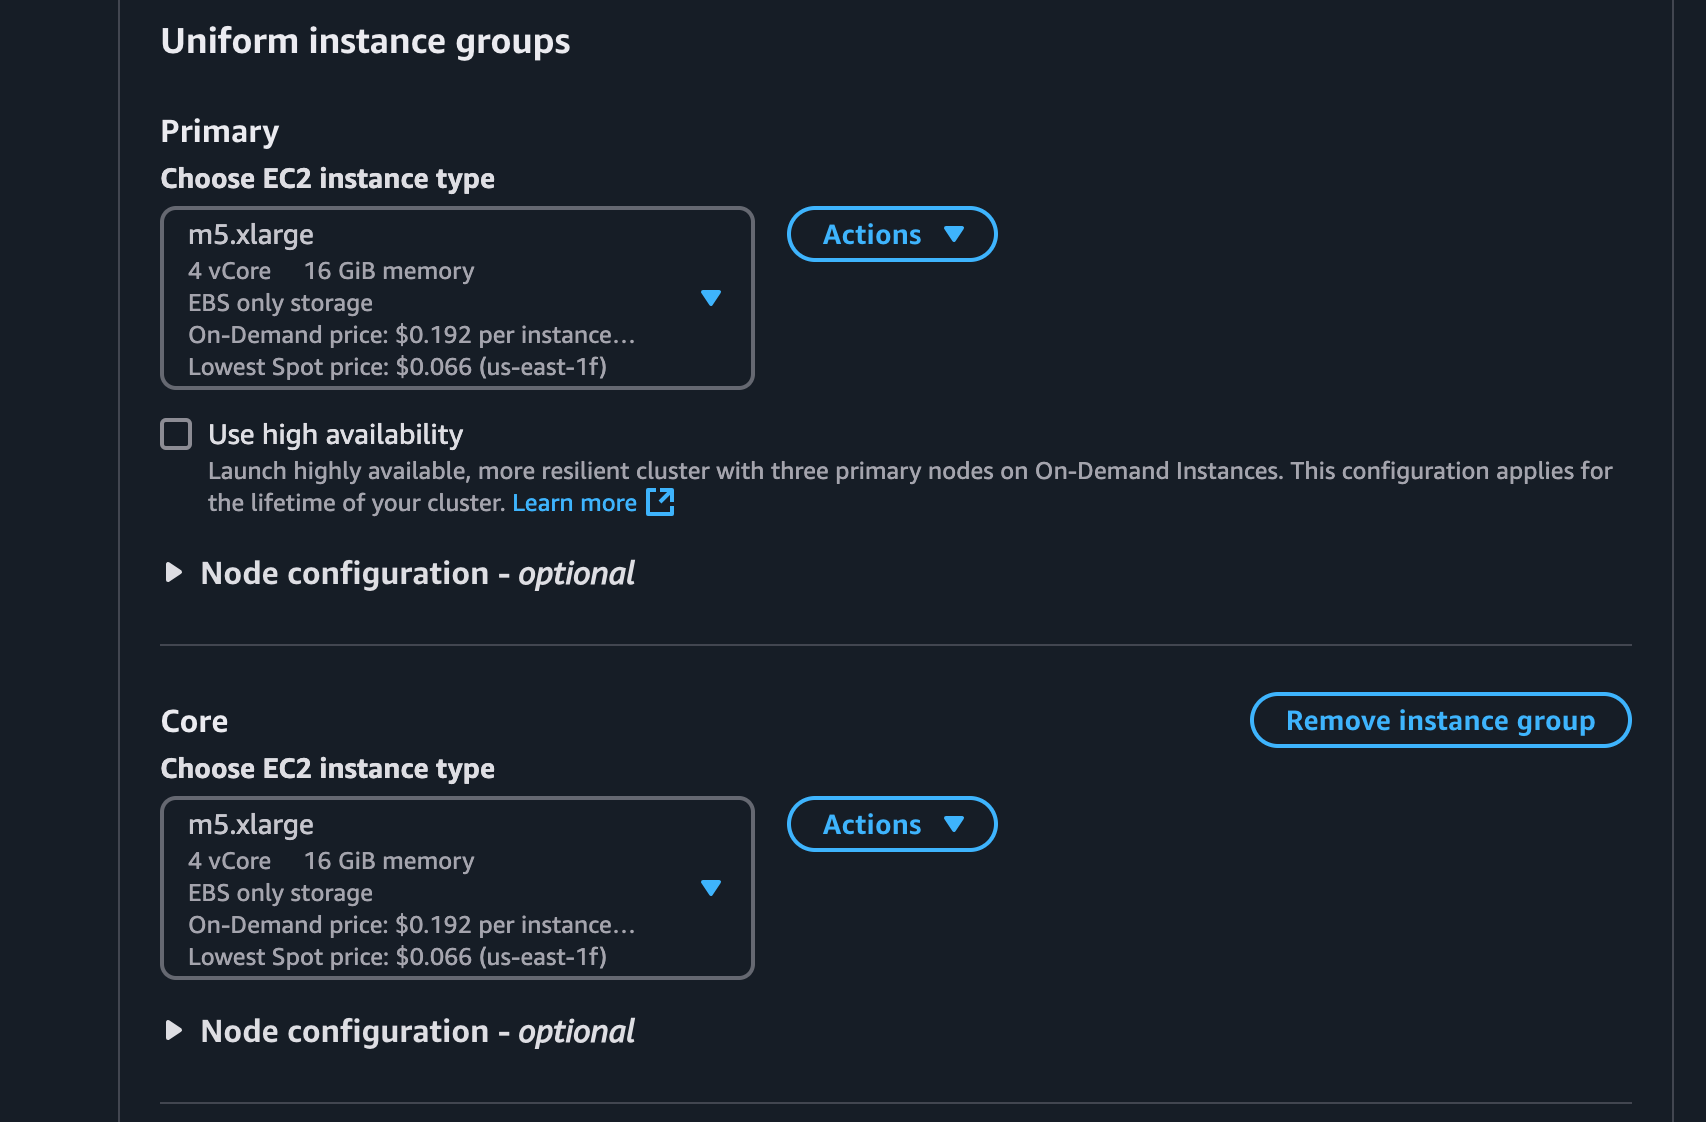 Uniform instance groups
Primary
Choose EC2 instance type
m5.xlarge
4 vCore 16 GiB memory
EBS only storage
On-Demand price: $0.192 per instance...
Lowest Spot price: $0.066 (us-east-1f)
Actions
Use high availability
Launch highly available, more resilient cluster with three primary nodes on On-Demand Instances. This configuration applies for
the lifetime of your cluster. Learn more
Node configuration - optional
Core
Remove instance group
Choose EC2 instance type
m5.xlarge
4 vCore 16 GiB memory
EBS only storage
On-Demand price: $0.192 per instance...
Lowest Spot price: $0.066 (us-east-1f)
Actions
Node configuration - optional